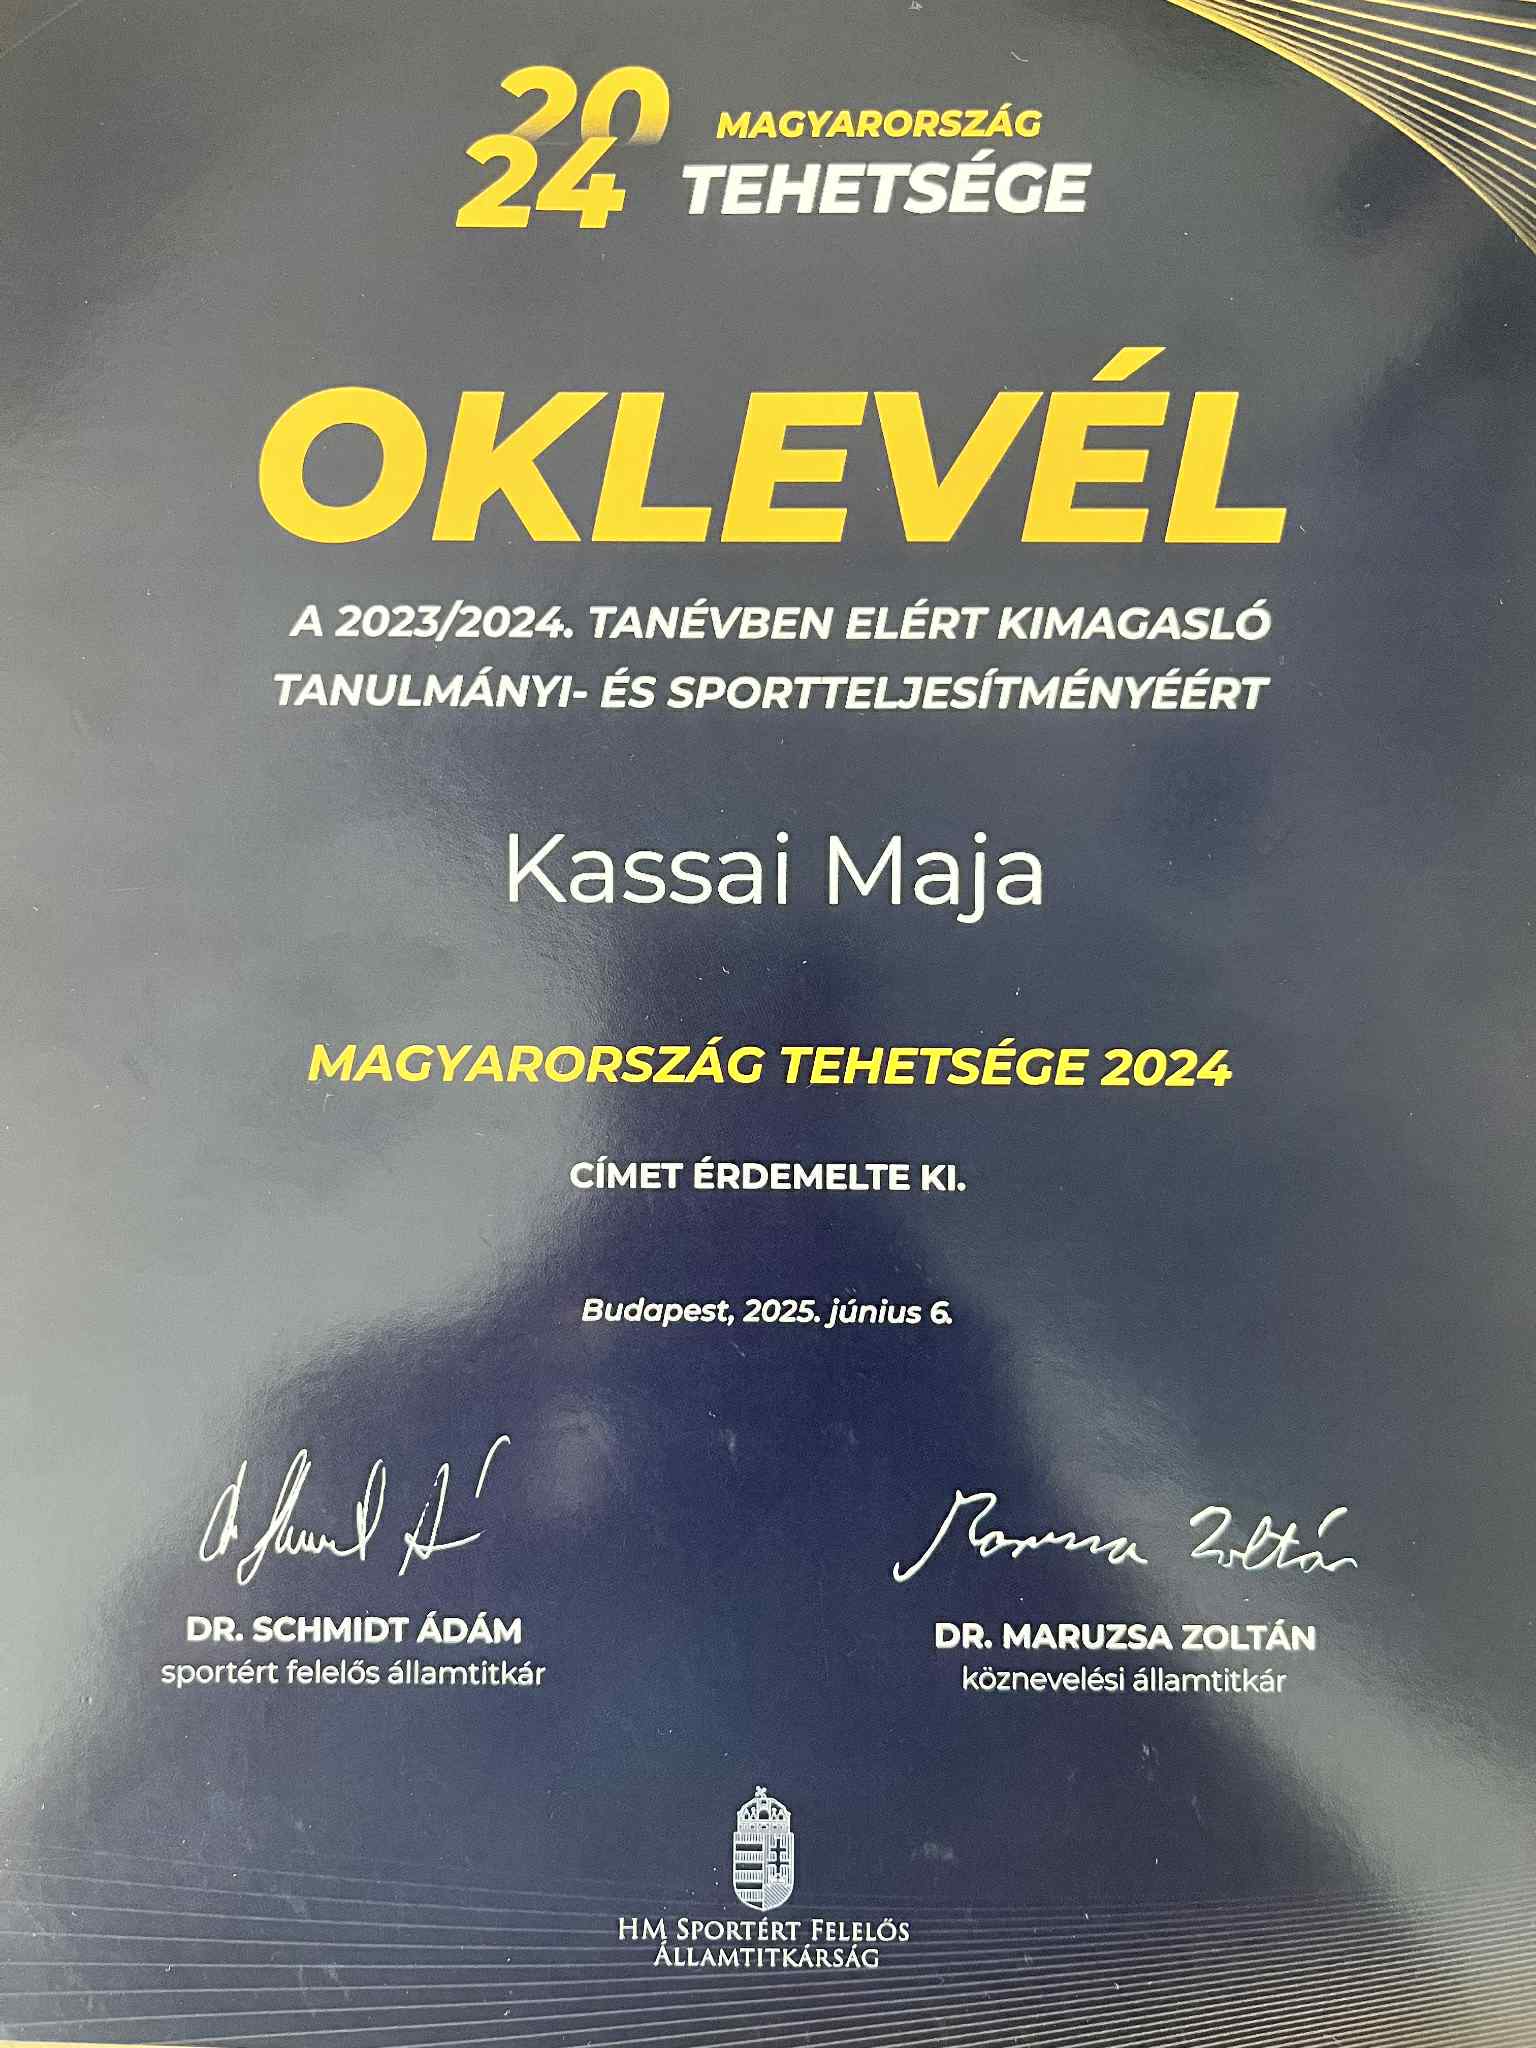 2024
MAGYARORSZÁG
TEHETSÉGE
OKLEVÉL
A 2023/2024. TANÉVBEN ELÉRT KIMAGASLÓ
TANULMÁNYI- ÉS SPORTTELJESÍTMÉNYÉÉRT
Kassai Maja
MAGYARORSZÁG TEHETSÉGE 2024
CÍMET ÉRDEMELTE KI.
Budapest, 2025. június 6.
Maruzsa Zoltán
DR. SCHMIDT ÁDÁM
sportért felelős államtitkár
DR. MARUZSA ZOLTÁN
köznevelési államtitkár
HM SPORTÉRT FELELŐS
ÁLLAMTITKÁRSÁG